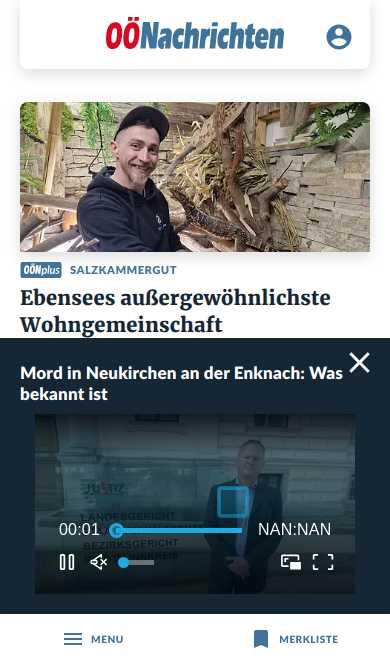 OÖNachrichten
OÖNplus SALZKAMMERGUT
Ebensees außergewöhnlichste
Wohngemeinschaft
Mord in Neukirchen an der Enknach: Was
bekannt ist
LANDESGERICHT
00:01 NAN:NAN
BEZIRKSGERICHT
MENU MERKLISTE